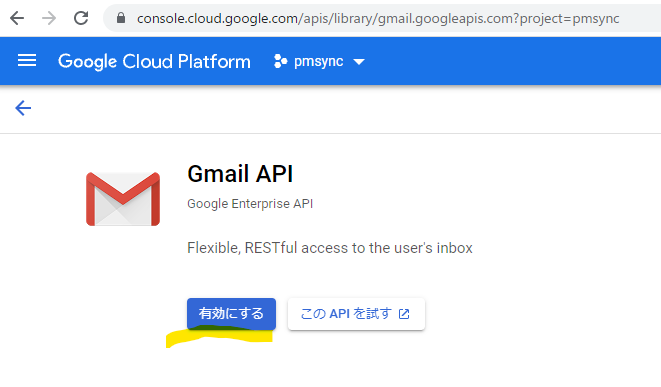 console.cloud.google.com/apis/library/gmail.googleapis.com?project=pmsync
Google Cloud Platform pmsync
Gmail API
Google Enterprise API
Flexible, RESTful access to the user's inbox
有効にする この API を試す